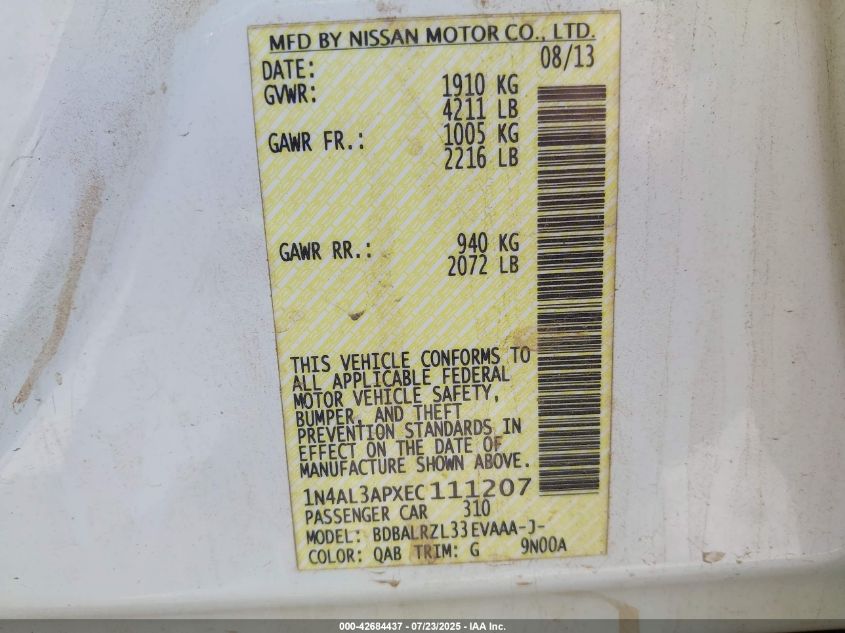 MFD BY NISSAN MOTOR CO., LTD.
DATE: 08/13
GVWR: 1910 KG
4211 LB
GAWR FR.: 1005 KG
2216 LB
GAWR RR.: 940 KG
2072 LB
THIS VEHICLE CONFORMS TO
ALL APPLICABLE FEDERAL
MOTOR VEHICLE SAFETY,
BUMPER, AND THEFT
PREVENTION STANDARDS IN
EFFECT ON THE DATE OF
MANUFACTURE SHOWN ABOVE.
1N4AL3APXEC111207
PASSENGER CAR 310
MODEL: BDBALRZL33EVAAA-J-
COLOR: QAB TRIM: G 9N00A
000-42684437 - 07/23/2025 - IAA Inc.